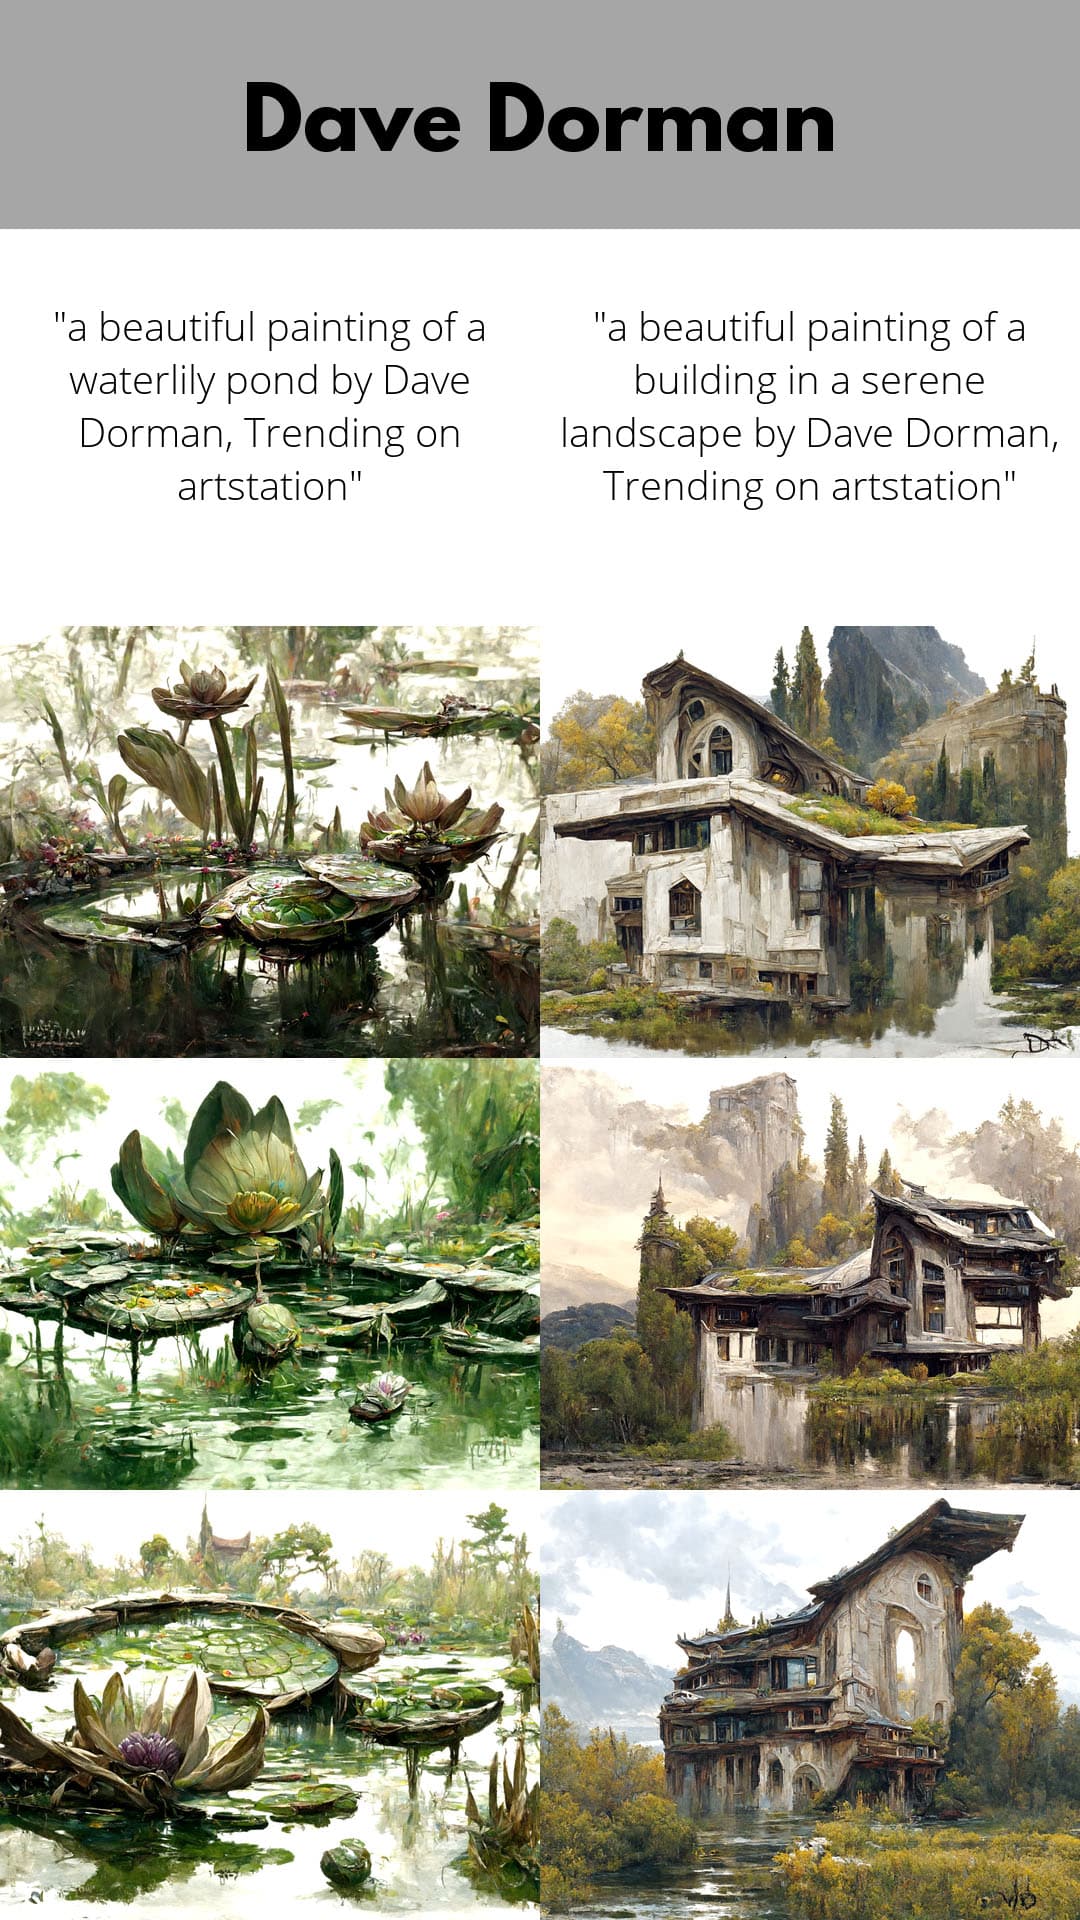 Dave Dorman
"a beautiful painting of a
waterlily pond by Dave
Dorman, Trending on
artstation"
"a beautiful painting of a
building in a serene
landscape by Dave Dorman,
Trending on artstation"